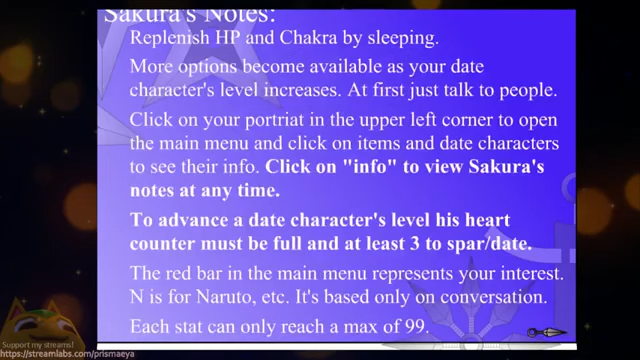 Sakura's Notes:
Replenish HP and Chakra by sleeping.
More options become available as your date
character's level increases. At first just talk to people.
Click on your portriat in the upper left corner to open
the main menu and click on items and date characters
to see their info. Click on "info" to view Sakura's
notes at any time.
To advance a date character's level his heart
counter must be full and at least 3 to spar/date.
The red bar in the main menu represents your interest.
N is for Naruto, etc. It's based only on conversation.
Each stat can only reach a max of 99.
Support my streams!
https://streamlabs.com/prismaeya